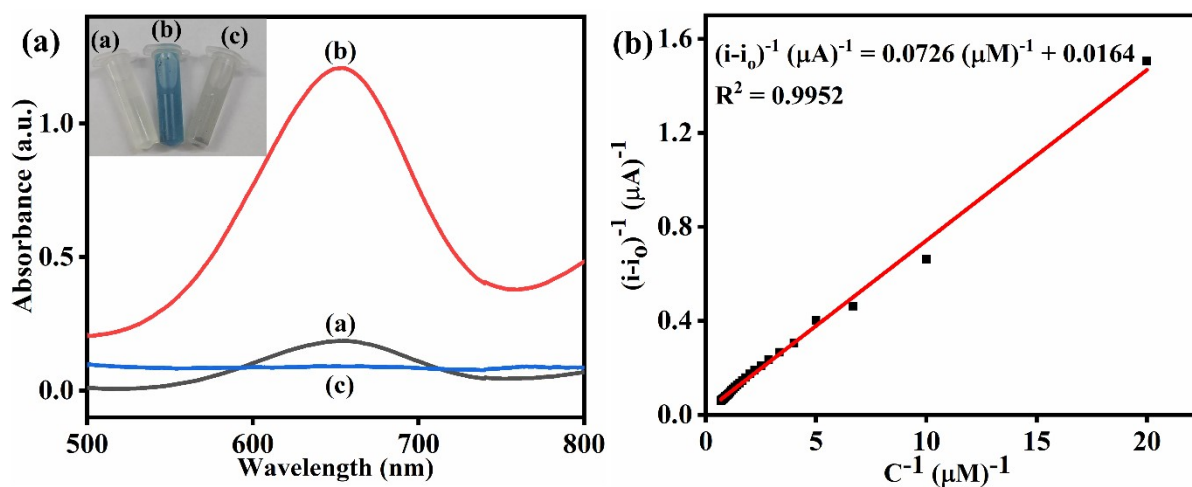 (a)
(a)
(b)
(c)
(b)
(a)
(c)
1.0
0.5
0.0
500
600
700
800
Absorbance (a.u.)
Wavelength (nm)
(b)
(i-i₀)⁻¹ (μA)⁻¹ = 0.0726 (μM)⁻¹ + 0.0164
R² = 0.9952
1.6
1.2
0.8
0.4
0.0
0
5
10
15
20
(i-i₀)⁻¹ (μA)⁻¹
C⁻¹ (μM)⁻¹